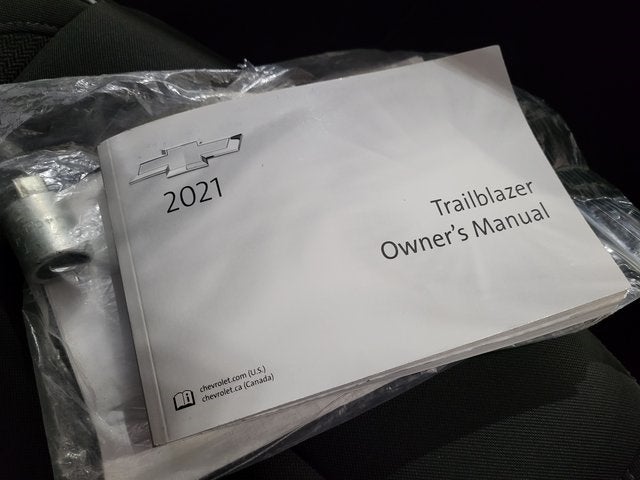 2021
Trailblazer
Owner's Manual
chevrolet.com (U.S.)
chevrolet.ca (Canada)